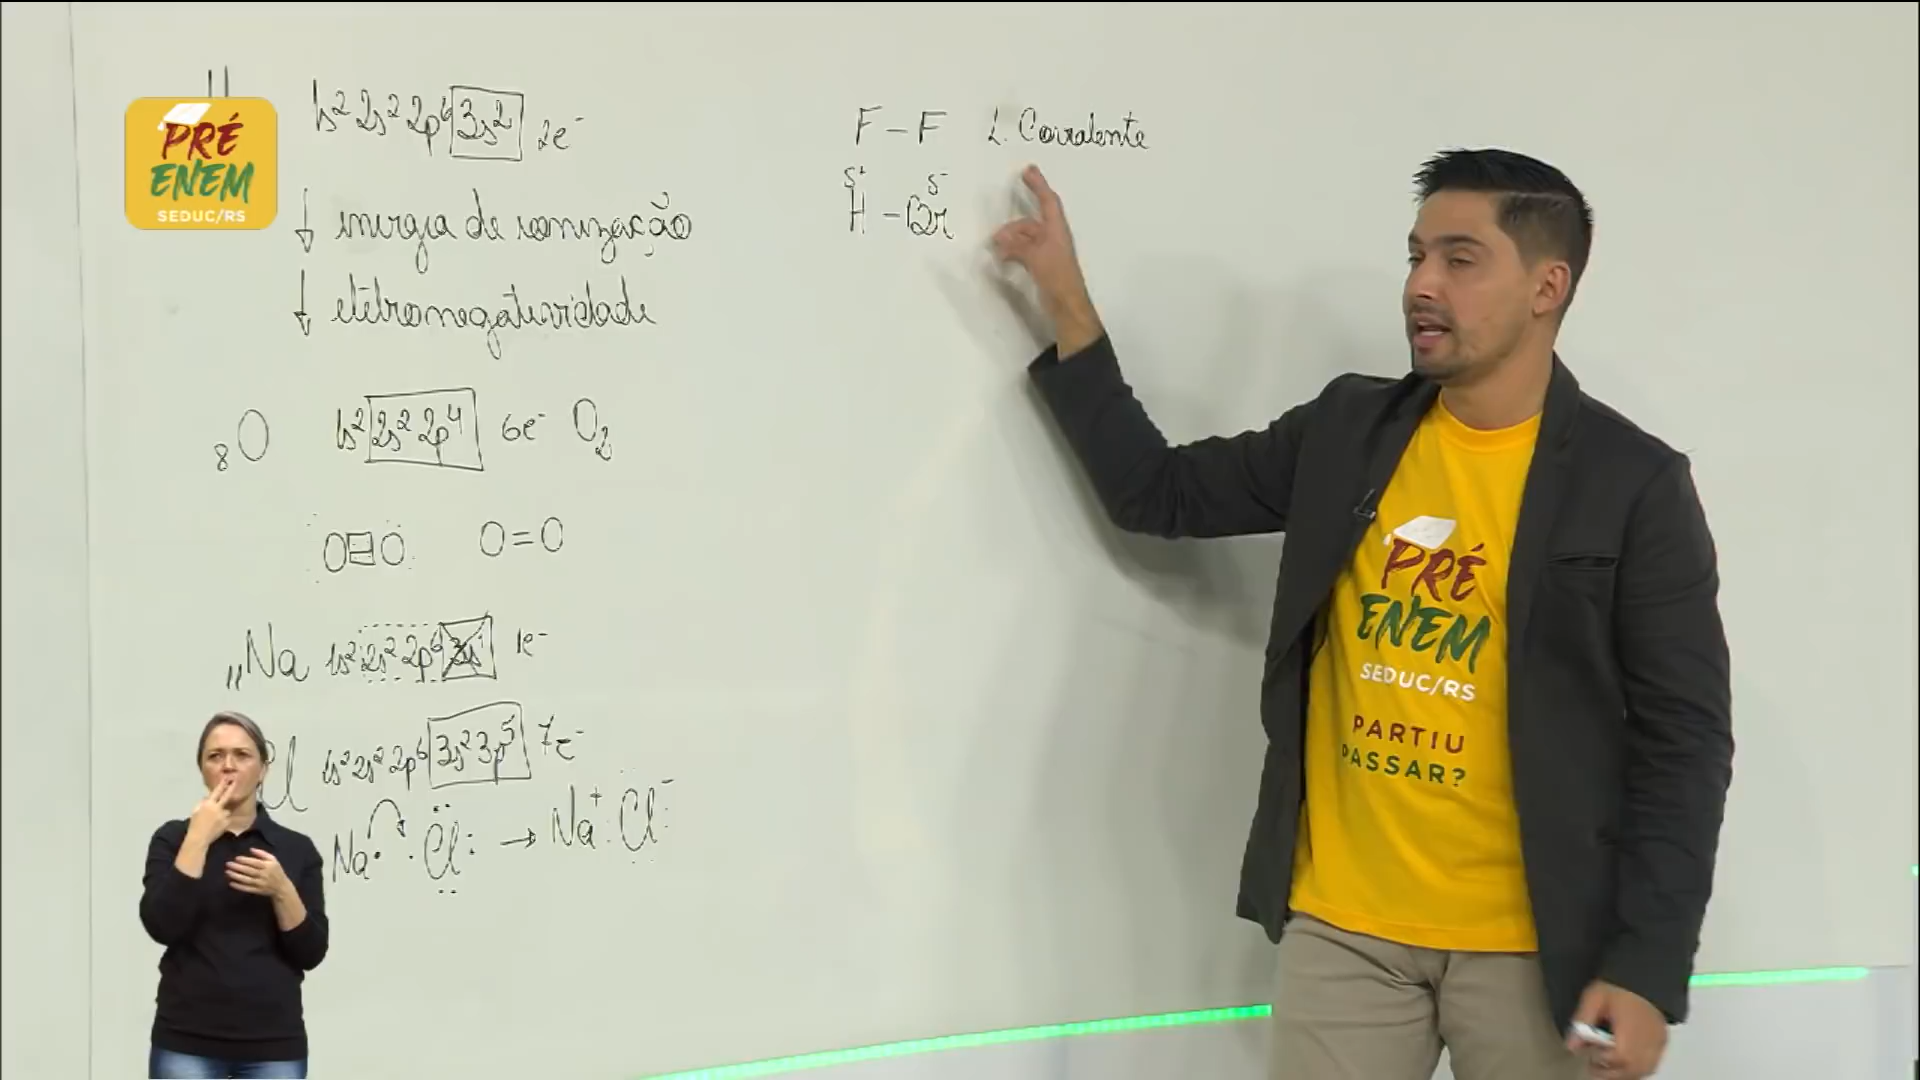 1s² 2s² 2p⁶ 3s² 2e⁻
↓ energia de ionização
↓ eletronegatividade
₈O 1s² 2s² 2p⁴ 6e⁻ O₂
O=O O=O
₁₁Na 1s² 2s² 2p⁶ 3s¹ 1e⁻
Cl 1s² 2s² 2p⁶ 3s² 3p⁵ 7e⁻
Na· ·Cl: → Na⁺ :Cl:⁻
F-F L. Covalente
δ⁺ δ⁻
H-Br
PRÉ
ENEM
SEDUC/RS
PRÉ
ENEM
SEDUC/RS
PARTIU
PASSAR?